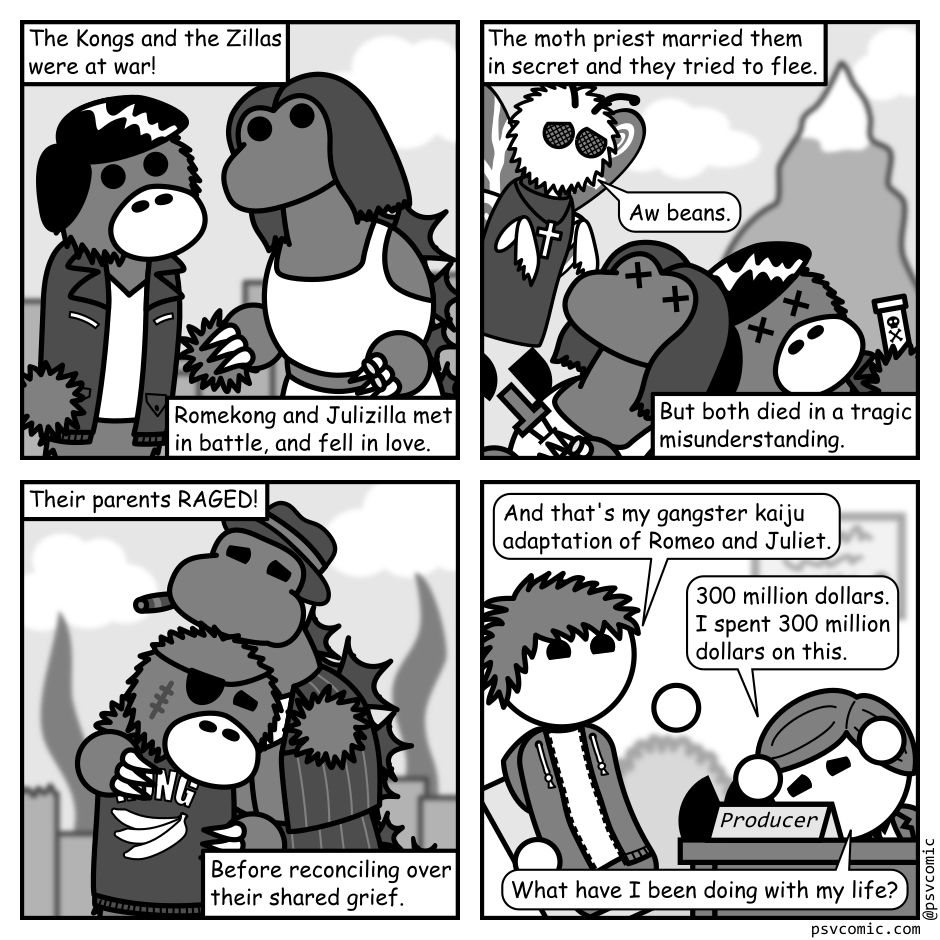 The Kongs and the Zillas
were at war!
Romekong and Julizilla met
in battle, and fell in love.
The moth priest married them
in secret and they tried to flee.
Aw beans.
But both died in a tragic
misunderstanding.
Their parents RAGED!
KONG
Before reconciling over
their shared grief.
And that's my gangster kaiju
adaptation of Romeo and Juliet.
300 million dollars.
I spent 300 million
dollars on this.
Producer
What have I been doing with my life?
@psvcomic
psvcomic.com